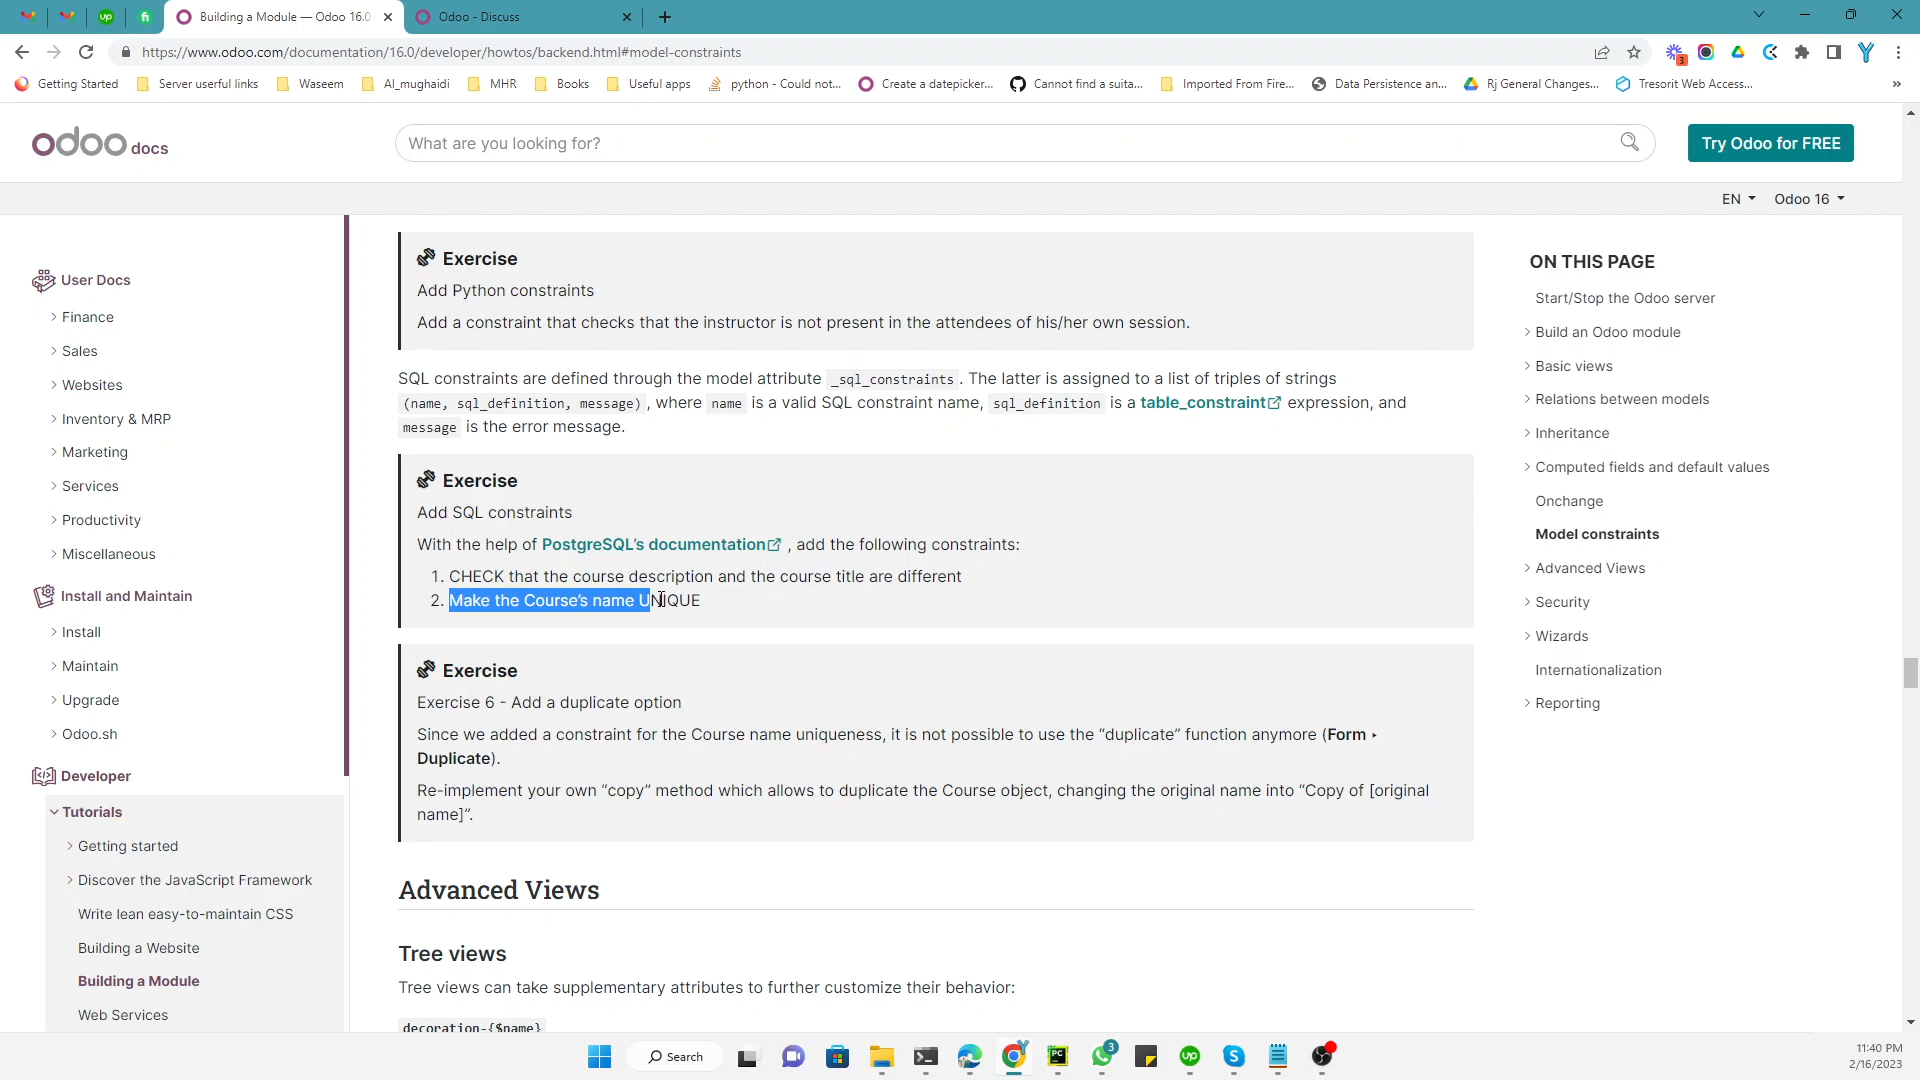 Building a Module — Odoo 16.0
Odoo - Discuss
https://www.odoo.com/documentation/16.0/developer/howtos/backend.html#model-constraints
Getting Started
Server userful links
Waseem
Al_mughaidi
MHR
Books
Useful apps
python - Could not...
Create a datepicker...
Cannot find a suita...
Imported From Fire...
Data Persistence an...
Rj General Changes...
Tresorit Web Access...
odoo docs
What are you looking for?
Try Odoo for FREE
EN
Odoo 16
User Docs
Finance
Sales
Websites
Inventory & MRP
Marketing
Services
Productivity
Miscellaneous
Install and Maintain
Install
Maintain
Upgrade
Odoo.sh
Developer
Tutorials
Getting started
Discover the JavaScript Framework
Write lean easy-to-maintain CSS
Building a Website
Building a Module
Web Services
Exercise
Add Python constraints
Add a constraint that checks that the instructor is not present in the attendees of his/her own session.
SQL constraints are defined through the model attribute _sql_constraints. The latter is assigned to a list of triples of strings
(name, sql_definition, message), where name is a valid SQL constraint name, sql_definition is a table_constraint expression, and
message is the error message.
Exercise
Add SQL constraints
With the help of PostgreSQL's documentation , add the following constraints:
1. CHECK that the course description and the course title are different
2. Make the Course's name UNIQUE
Exercise
Exercise 6 - Add a duplicate option
Since we added a constraint for the Course name uniqueness, it is not possible to use the “duplicate” function anymore (Form ‣
Duplicate).
Re-implement your own “copy” method which allows to duplicate the Course object, changing the original name into “Copy of [original
name]”.
Advanced Views
Tree views
Tree views can take supplementary attributes to further customize their behavior:
decoration-{$name}
ON THIS PAGE
Start/Stop the Odoo server
Build an Odoo module
Basic views
Relations between models
Inheritance
Computed fields and default values
Onchange
Model constraints
Advanced Views
Security
Wizards
Internationalization
Reporting
Search
3
11:40 PM
2/16/2023